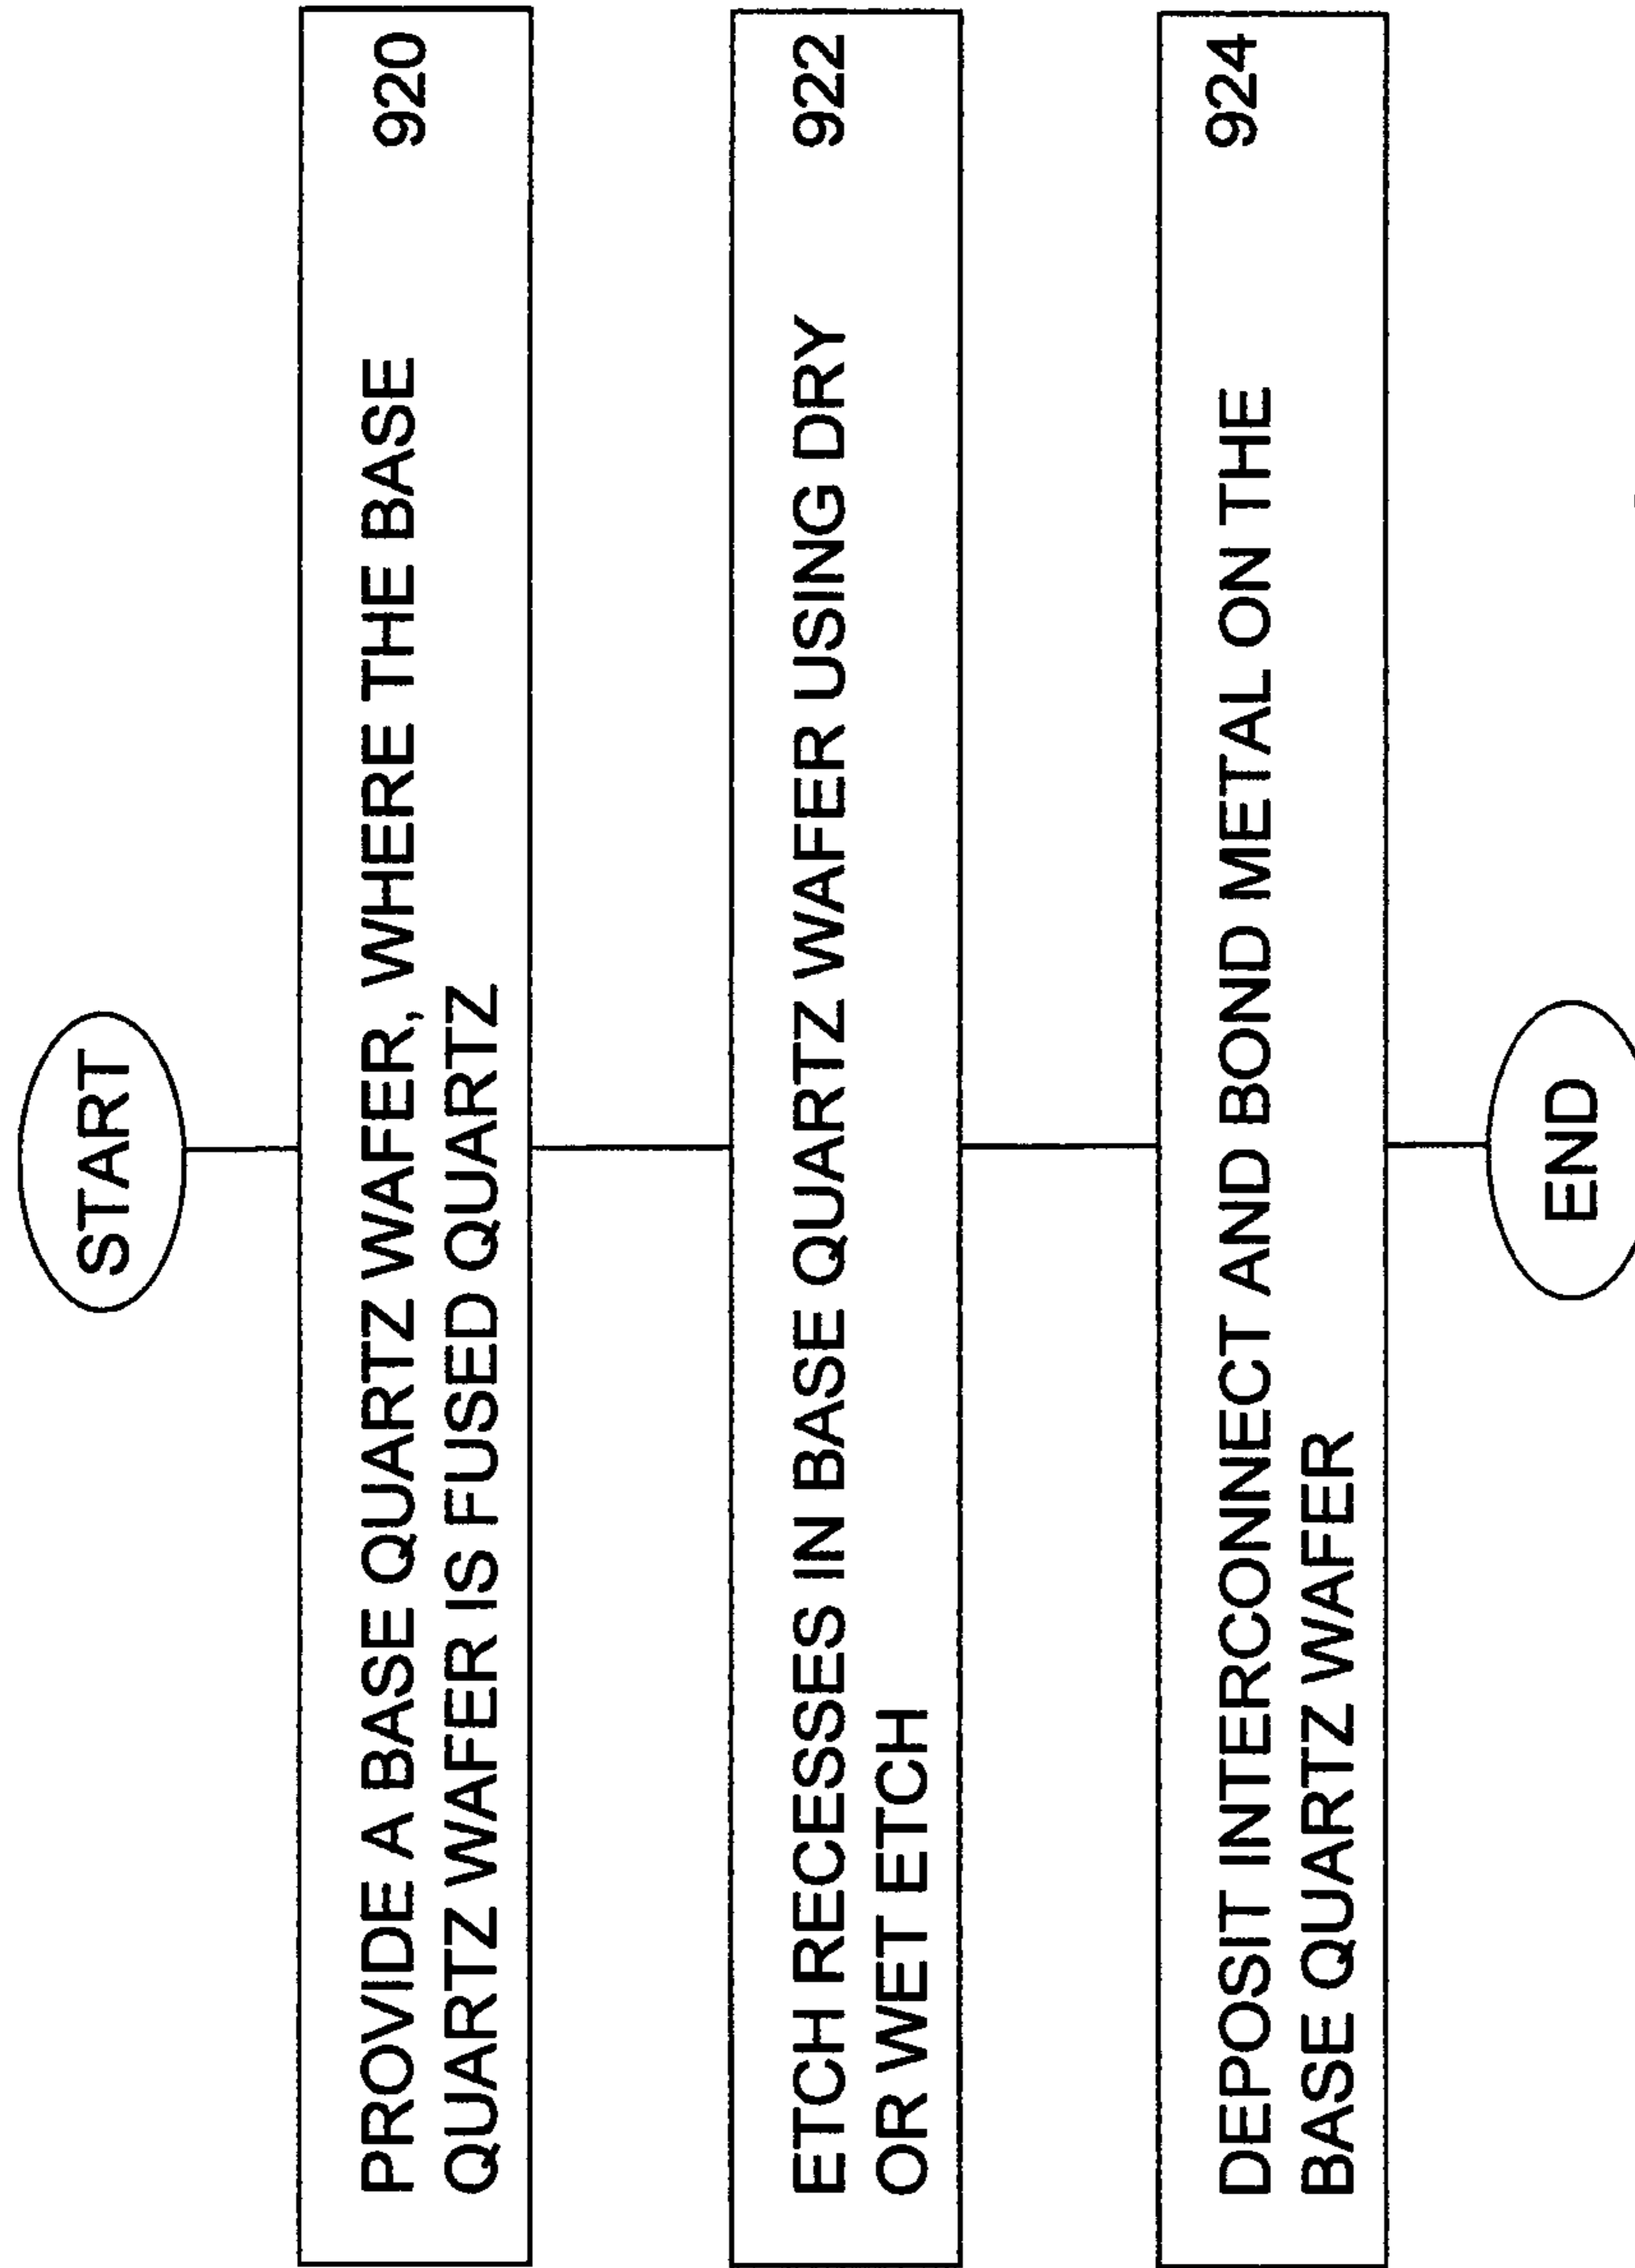 START
PROVIDE A BASE QUARTZ WAFER, WHERE THE BASE 920
QUARTZ WAFER IS FUSED QUARTZ
ETCH RECESSES IN BASE QUARTZ WAFER USING DRY 922
OR WET ETCH
DEPOSIT INTERCONNECT AND BOND METAL ON THE 924
BASE QUARTZ WAFER
END